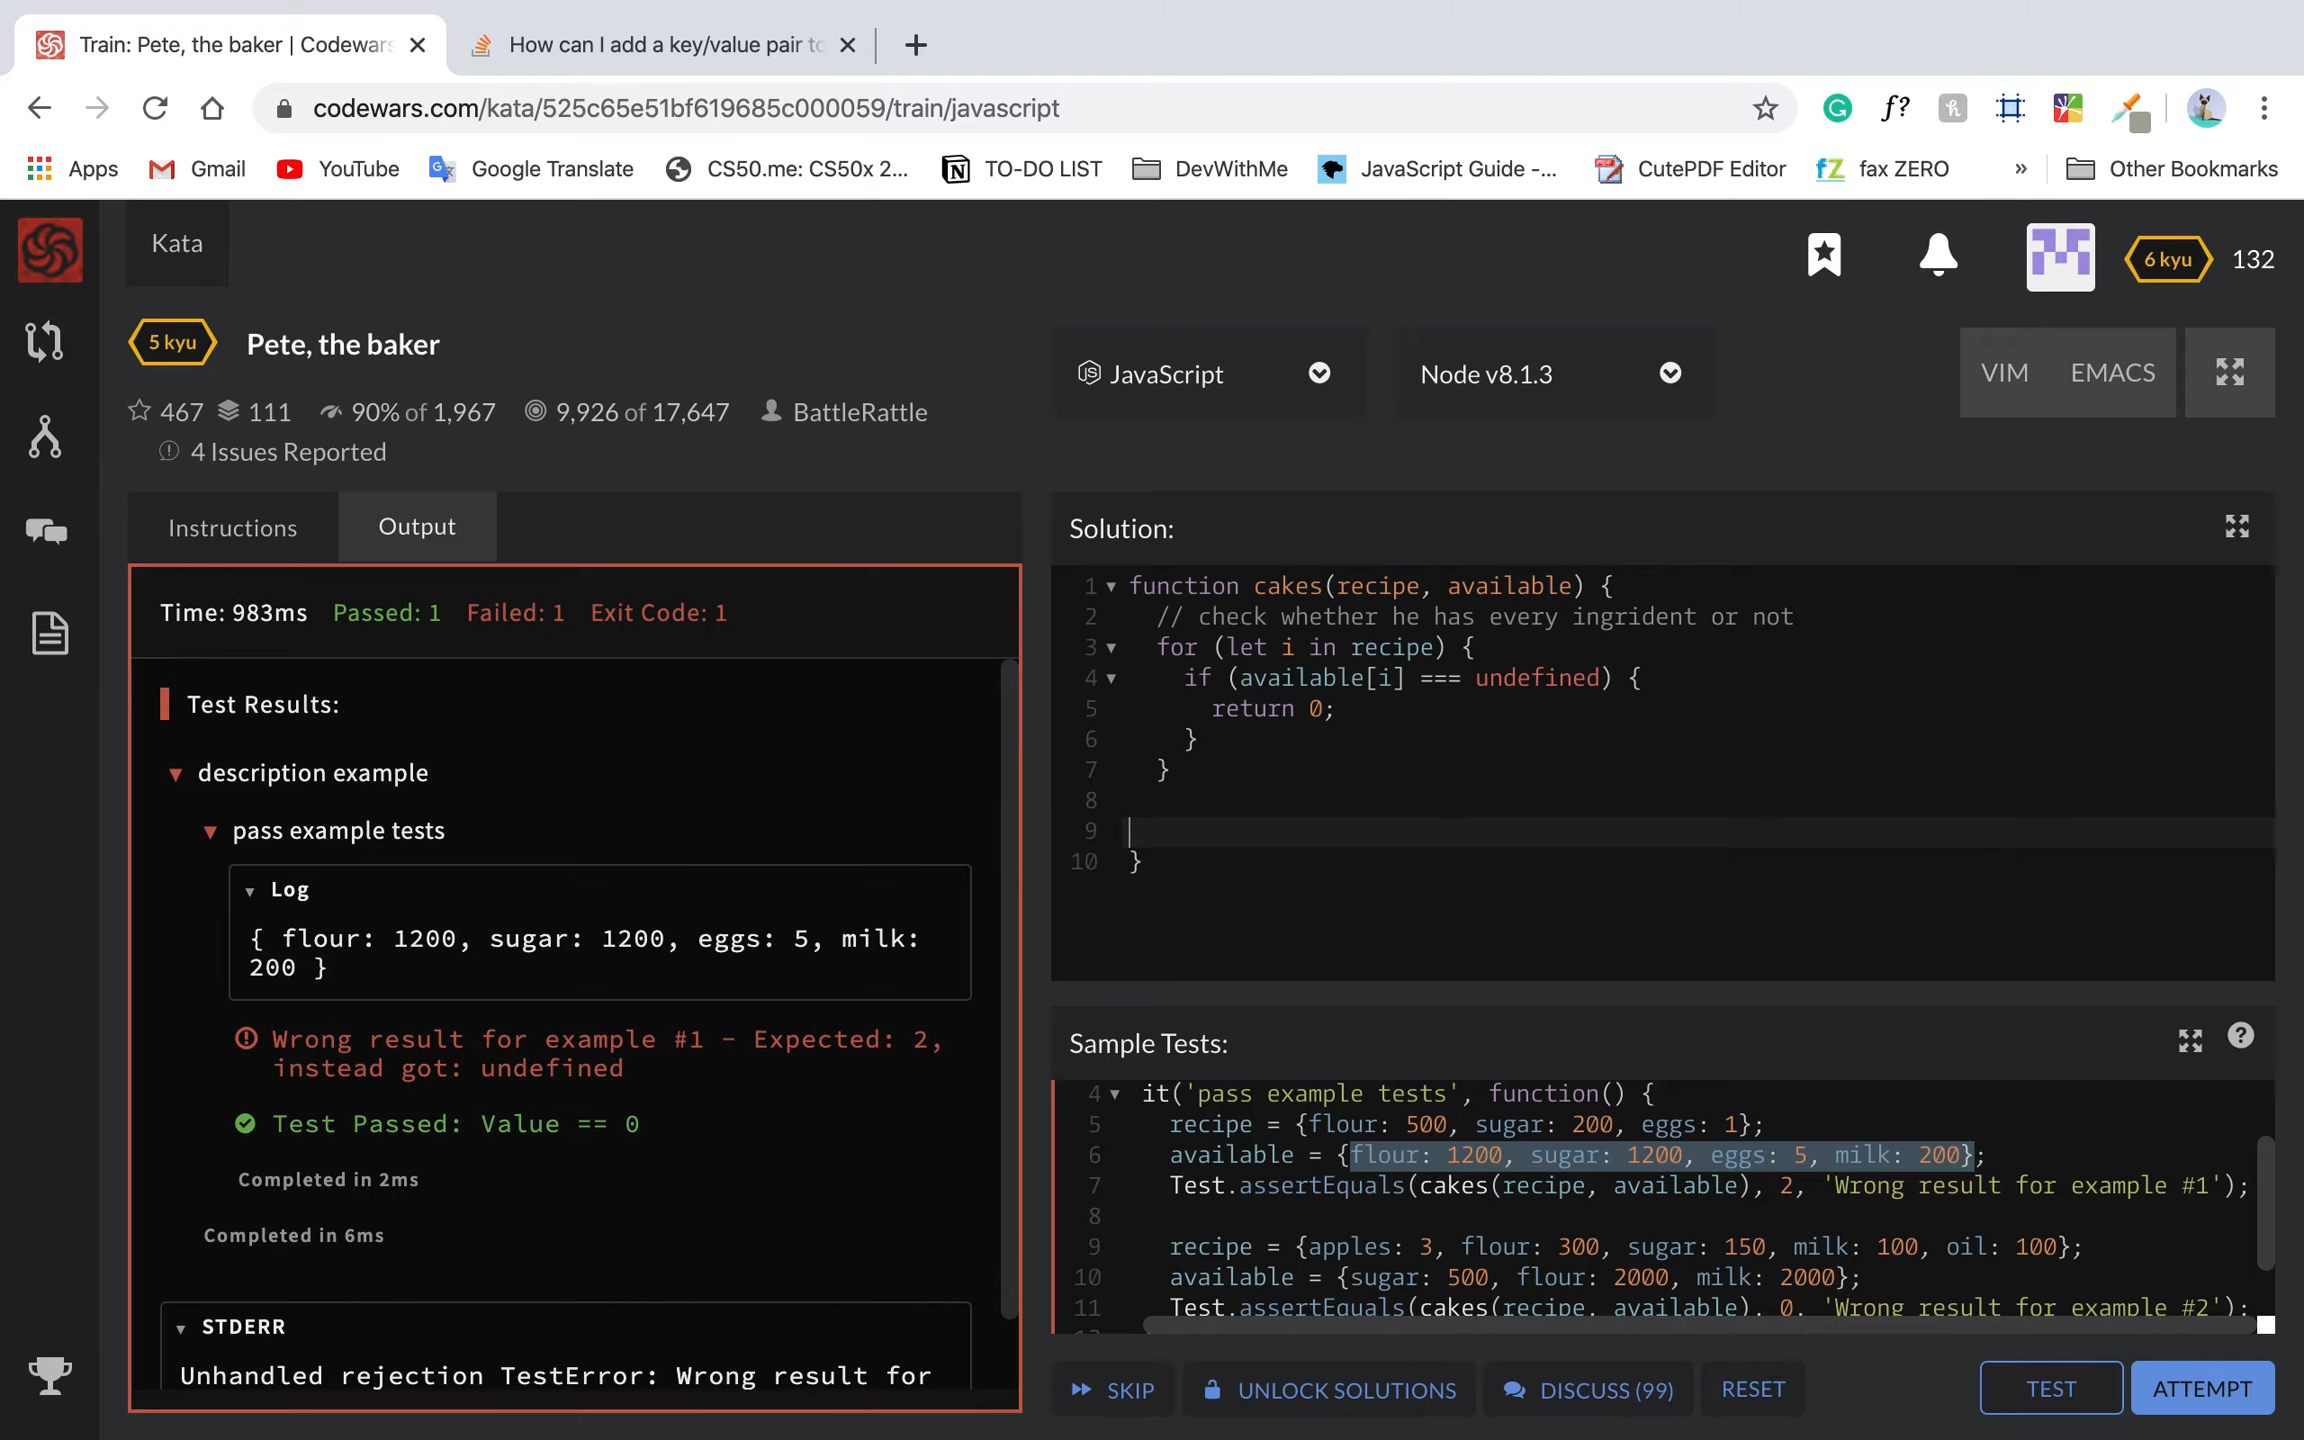 Train: Pete, the baker | Codewars
How can I add a key/value pair to
codewars.com/kata/525c65e51bf619685c000059/train/javascript
f?
Apps
Gmail
YouTube
Google Translate
CS50.me: CS50x 2...
TO-DO LIST
DevWithMe
JavaScript Guide -...
CutePDF Editor
fax ZERO
»
Other Bookmarks
Kata
6 kyu
132
5 kyu
Pete, the baker
JavaScript
Node v8.1.3
VIM
EMACS
467
111
90% of 1,967
9,926 of 17,647
BattleRattle
4 Issues Reported
Instructions
Output
Time: 983ms Passed: 1 Failed: 1 Exit Code: 1
Test Results:
description example
pass example tests
Log
{ flour: 1200, sugar: 1200, eggs: 5, milk:
200 }
Wrong result for example #1 - Expected: 2,
instead got: undefined
Test Passed: Value == 0
Completed in 2ms
Completed in 6ms
STDERR
Unhandled rejection TestError: Wrong result for
Solution:
1 function cakes(recipe, available) {
2 // check whether he has every ingrident or not
3 for (let i in recipe) {
4 if (available[i] === undefined) {
5 return 0;
6 }
7 }
8
9
10 }
Sample Tests:
4 it('pass example tests', function() {
5 recipe = {flour: 500, sugar: 200, eggs: 1};
6 available = {flour: 1200, sugar: 1200, eggs: 5, milk: 200};
7 Test.assertEquals(cakes(recipe, available), 2, 'Wrong result for example #1');
8
9 recipe = {apples: 3, flour: 300, sugar: 150, milk: 100, oil: 100};
10 available = {sugar: 500, flour: 2000, milk: 2000};
11 Test.assertEquals(cakes(recipe, available), 0, 'Wrong result for example #2');
SKIP
UNLOCK SOLUTIONS
DISCUSS (99)
RESET
TEST
ATTEMPT